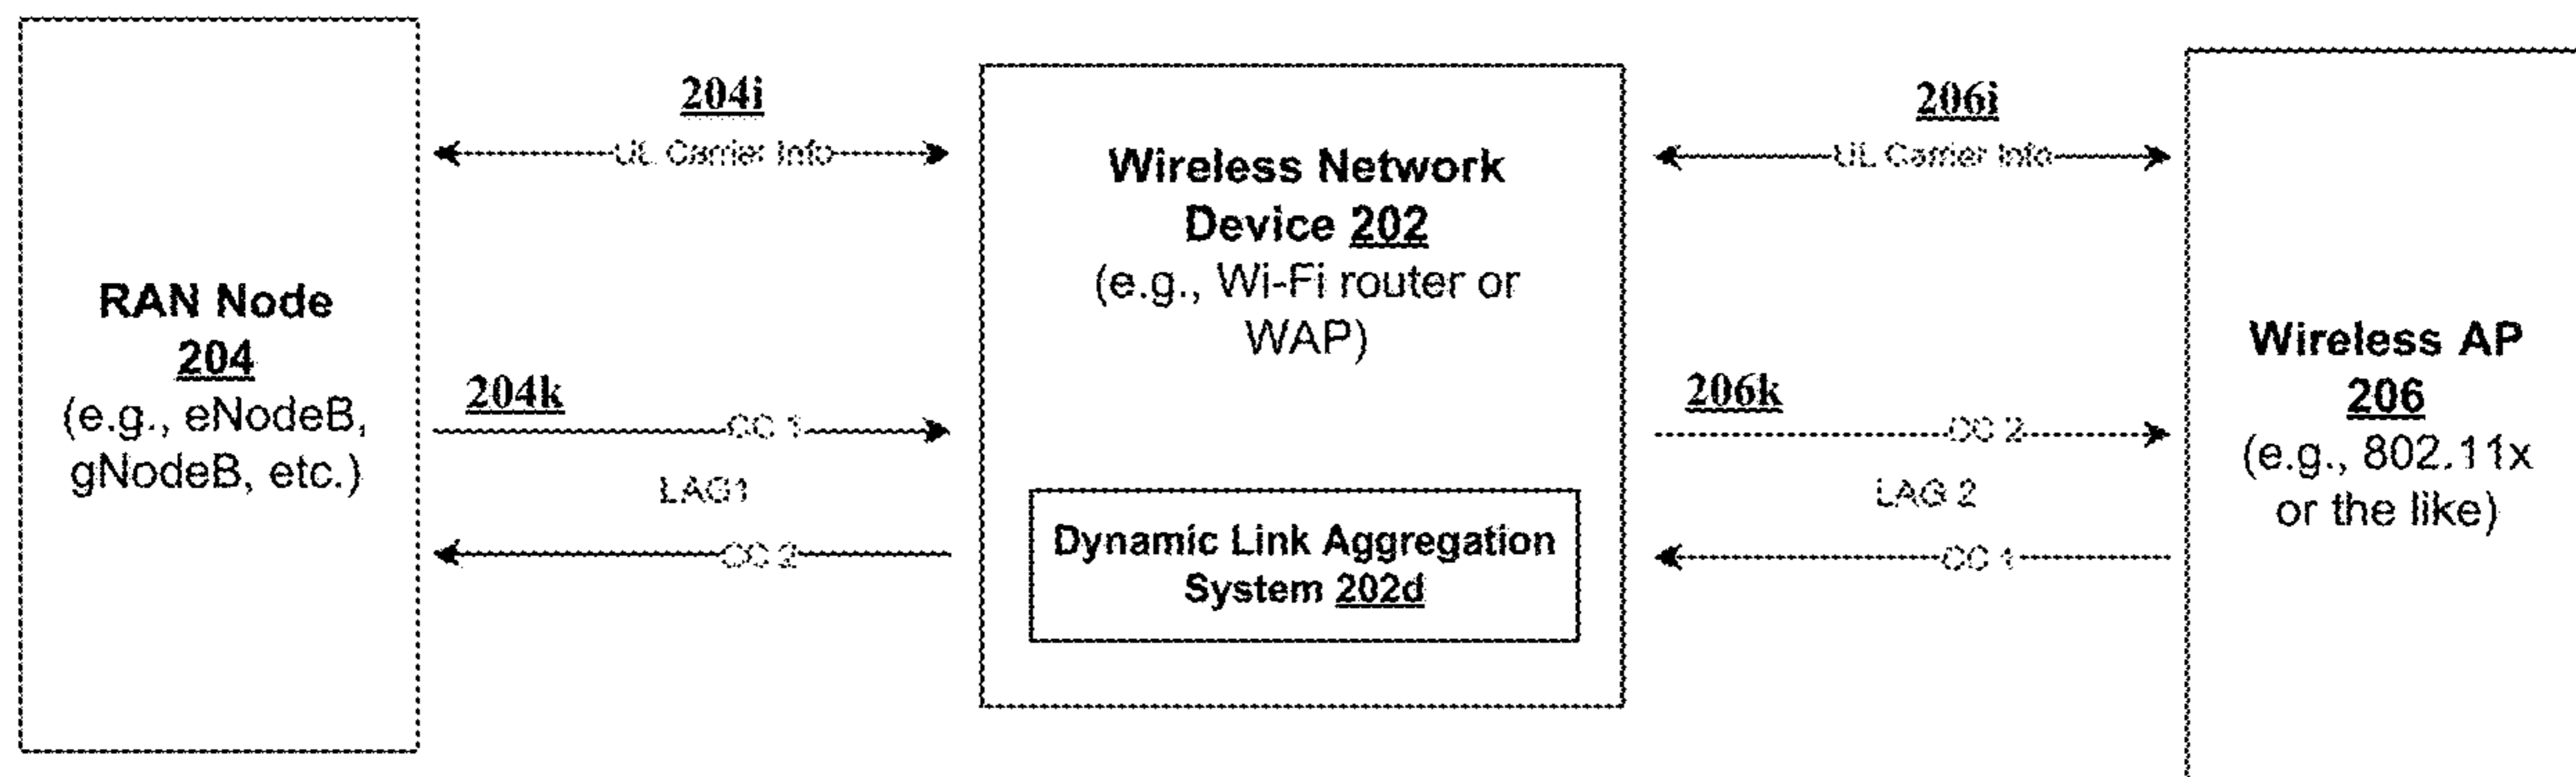 RAN Node
204
(e.g., eNodeB,
gNodeB, etc.)
204i
UL Carrier Info
204k
CC 1
LAG1
CC 2
Wireless Network
Device 202
(e.g., Wi-Fi router or
WAP)
Dynamic Link Aggregation
System 202d
206i
UL Carrier Info
206k
CC 2
LAG 2
CC 1
Wireless AP
206
(e.g., 802.11x
or the like)